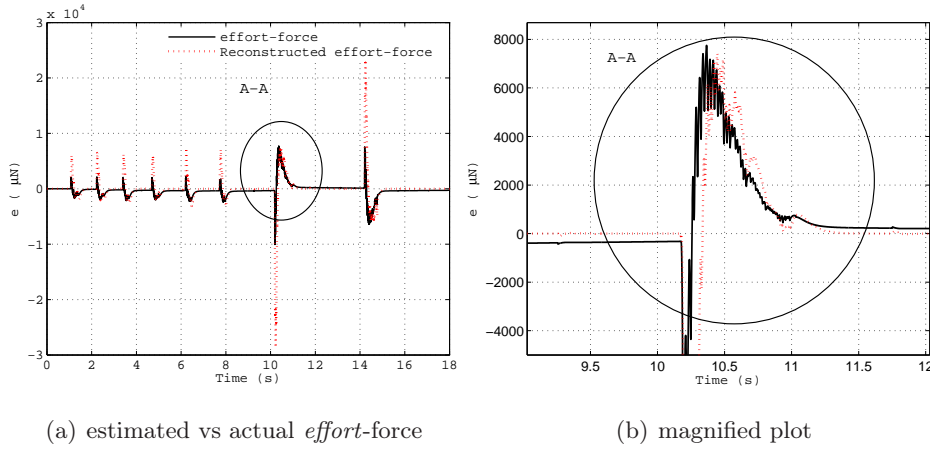 x 10⁴
3
2
1
0
−1
−2
−3
e ( µN)
effort-force
Reconstructed effort-force
A-A
0 2 4 6 8 10 12 14 16 18
Time (s)
8000
6000
4000
2000
0
−2000
−4000
e ( µN)
A-A
9.5 10 10.5 11 11.5 12
Time (s)
(a) estimated vs actual effort-force
(b) magnified plot